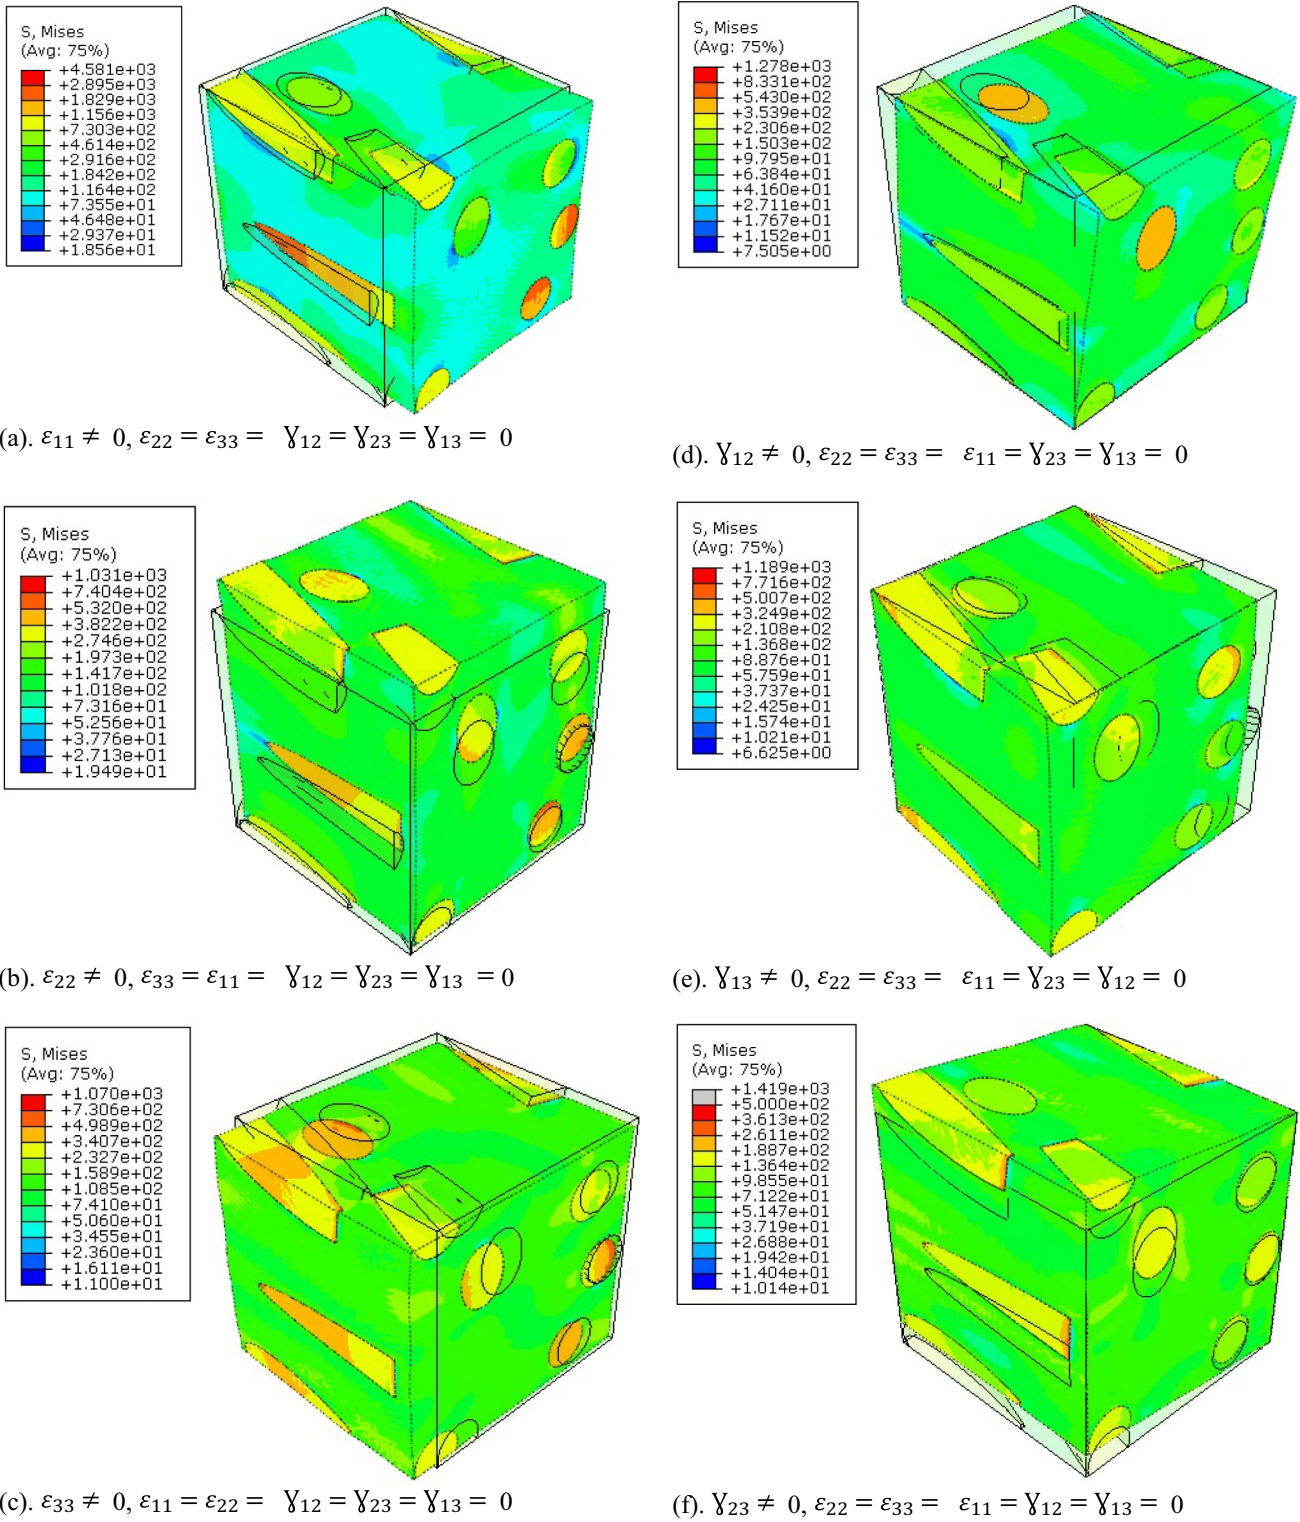 S, Mises
(Avg: 75%)
+4.581e+03
+2.895e+03
+1.829e+03
+1.156e+03
+7.303e+02
+4.614e+02
+2.916e+02
+1.842e+02
+1.164e+02
+7.355e+01
+4.648e+01
+2.937e+01
+1.856e+01
(a). ε₁₁ ≠ 0, ε₂₂ = ε₃₃ = Ɣ₁₂ = Ɣ₂₃ = Ɣ₁₃ = 0
S, Mises
(Avg: 75%)
+1.278e+03
+8.331e+02
+5.430e+02
+3.539e+02
+2.306e+02
+1.503e+02
+9.795e+01
+6.384e+01
+4.160e+01
+2.711e+01
+1.767e+01
+1.152e+01
+7.505e+00
(d). Ɣ₁₂ ≠ 0, ε₂₂ = ε₃₃ = ε₁₁ = Ɣ₂₃ = Ɣ₁₃ = 0
S, Mises
(Avg: 75%)
+1.031e+03
+7.404e+02
+5.320e+02
+3.822e+02
+2.746e+02
+1.973e+02
+1.417e+02
+1.018e+02
+7.316e+01
+5.256e+01
+3.776e+01
+2.713e+01
+1.949e+01
(b). ε₂₂ ≠ 0, ε₃₃ = ε₁₁ = Ɣ₁₂ = Ɣ₂₃ = Ɣ₁₃ = 0
S, Mises
(Avg: 75%)
+1.189e+03
+7.716e+02
+5.007e+02
+3.249e+02
+2.108e+02
+1.368e+02
+8.876e+01
+5.759e+01
+3.737e+01
+2.425e+01
+1.574e+01
+1.021e+01
+6.625e+00
(e). Ɣ₁₃ ≠ 0, ε₂₂ = ε₃₃ = ε₁₁ = Ɣ₂₃ = Ɣ₁₂ = 0
S, Mises
(Avg: 75%)
+1.070e+03
+7.306e+02
+4.989e+02
+3.407e+02
+2.327e+02
+1.589e+02
+1.085e+02
+7.410e+01
+5.060e+01
+3.455e+01
+2.360e+01
+1.611e+01
+1.100e+01
(c). ε₃₃ ≠ 0, ε₁₁ = ε₂₂ = Ɣ₁₂ = Ɣ₂₃ = Ɣ₁₃ = 0
S, Mises
(Avg: 75%)
+1.419e+03
+5.000e+02
+3.613e+02
+2.611e+02
+1.887e+02
+1.364e+02
+9.855e+01
+7.122e+01
+5.147e+01
+3.719e+01
+2.688e+01
+1.942e+01
+1.404e+01
+1.014e+01
(f). Ɣ₂₃ ≠ 0, ε₂₂ = ε₃₃ = ε₁₁ = Ɣ₁₂ = Ɣ₁₃ = 0